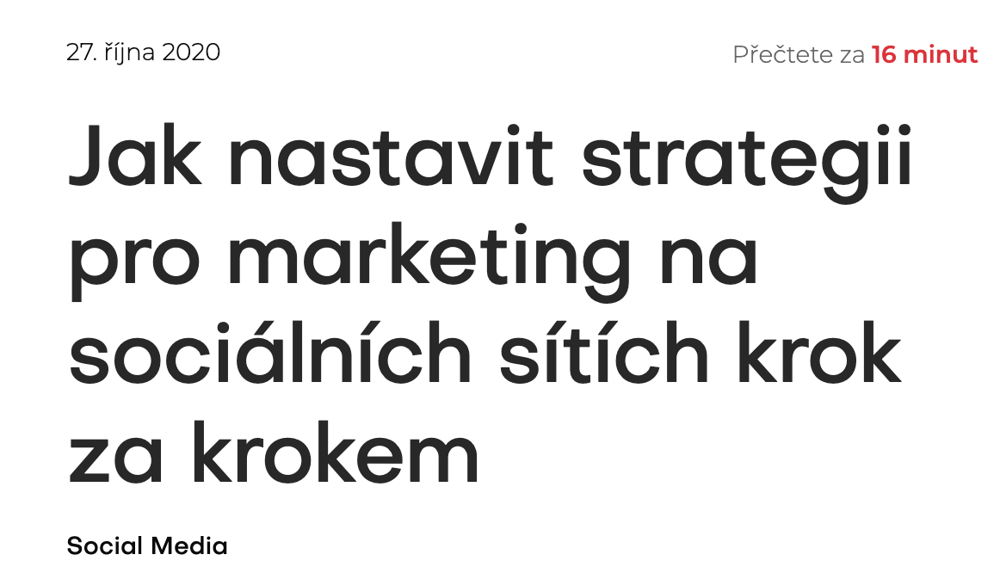 27. října 2020
Přečtete za 16 minut
Jak nastavit strategii
pro marketing na
sociálních sítích krok
za krokem
Social Media